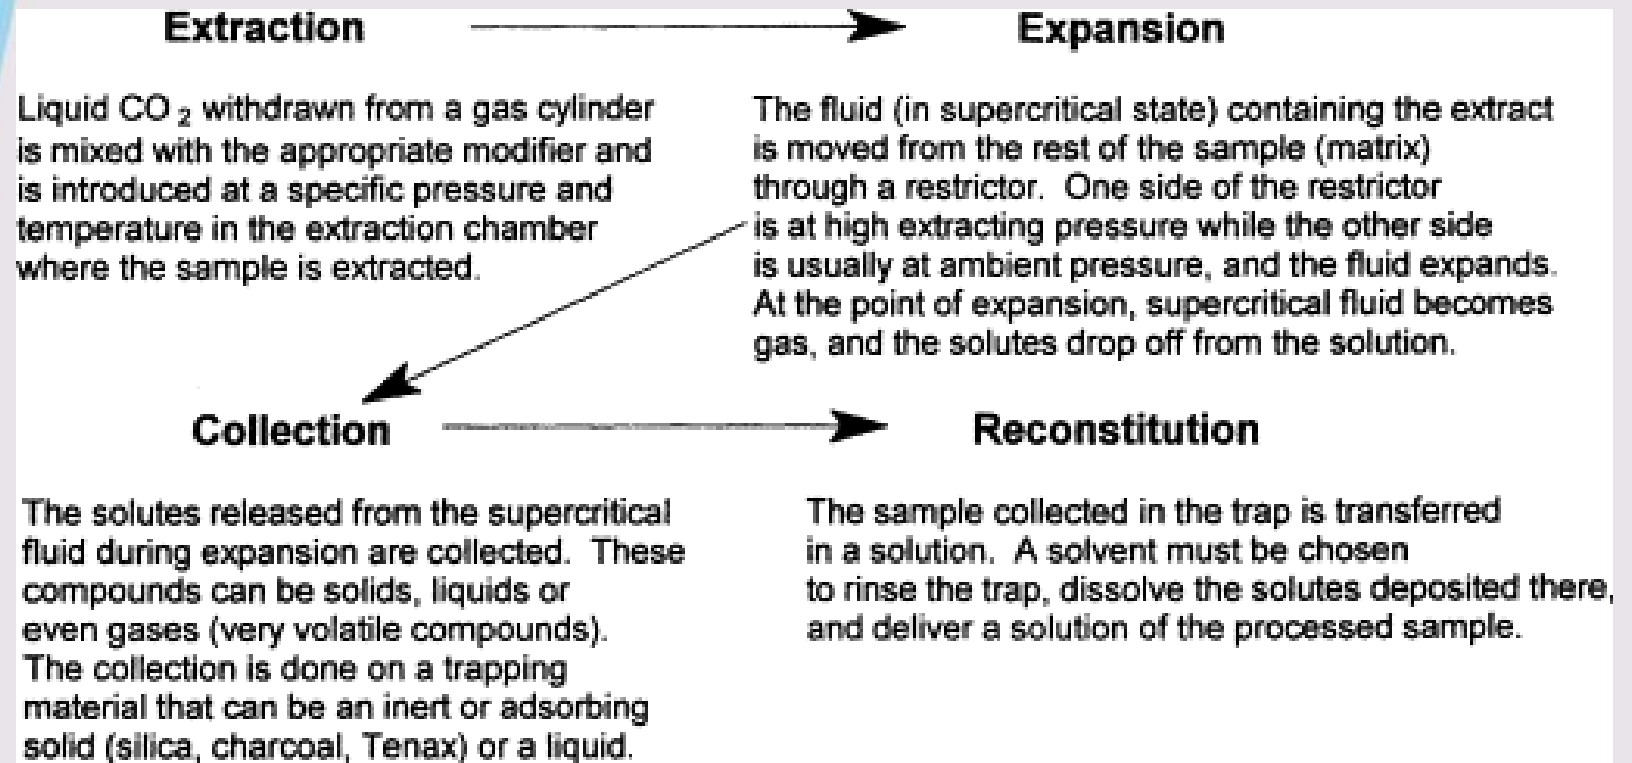 Extraction
Liquid CO 2 withdrawn from a gas cylinder
is mixed with the appropriate modifier and
is introduced at a specific pressure and
temperature in the extraction chamber
where the sample is extracted.
Expansion
The fluid (in supercritical state) containing the extract
is moved from the rest of the sample (matrix)
through a restrictor. One side of the restrictor
is at high extracting pressure while the other side
is usually at ambient pressure, and the fluid expands.
At the point of expansion, supercritical fluid becomes
gas, and the solutes drop off from the solution.
Collection
The solutes released from the supercritical
fluid during expansion are collected. These
compounds can be solids, liquids or
even gases (very volatile compounds).
The collection is done on a trapping
material that can be an inert or adsorbing
solid (silica, charcoal, Tenax) or a liquid.
Reconstitution
The sample collected in the trap is transferred
in a solution. A solvent must be chosen
to rinse the trap, dissolve the solutes deposited there,
and deliver a solution of the processed sample.